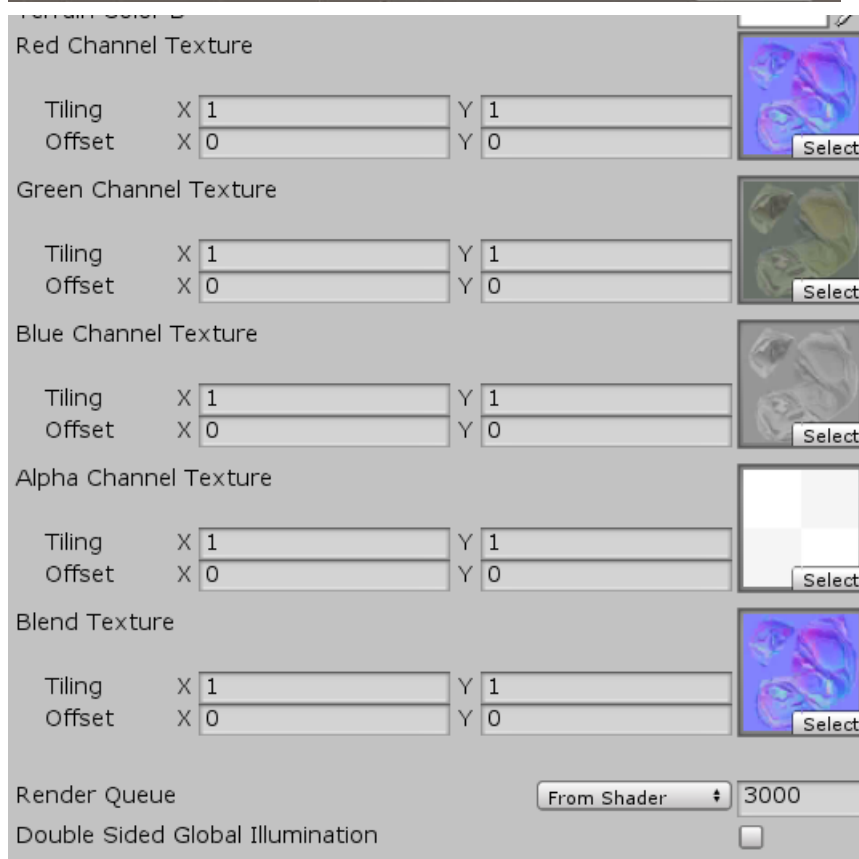 Red Channel Texture
Tiling X 1 Y 1
Offset X 0 Y 0
Select
Green Channel Texture
Tiling X 1 Y 1
Offset X 0 Y 0
Select
Blue Channel Texture
Tiling X 1 Y 1
Offset X 0 Y 0
Select
Alpha Channel Texture
Tiling X 1 Y 1
Offset X 0 Y 0
Select
Blend Texture
Tiling X 1 Y 1
Offset X 0 Y 0
Select
Render Queue From Shader 3000
Double Sided Global Illumination